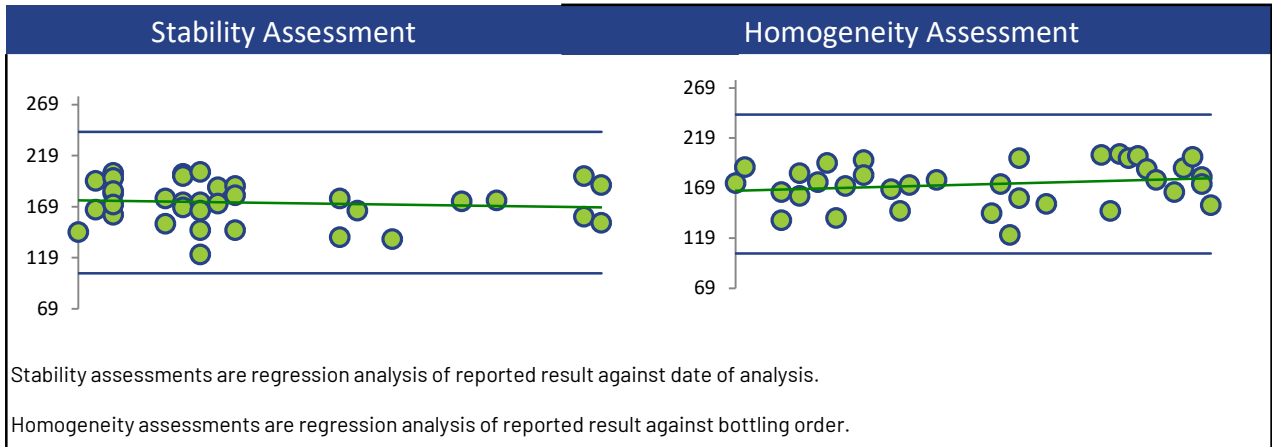 Stability Assessment
Homogeneity Assessment
269
219
169
119
69
269
219
169
119
69
Stability assessments are regression analysis of reported result against date of analysis.
Homogeneity assessments are regression analysis of reported result against bottling order.